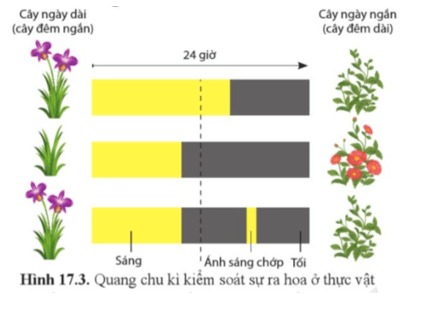 Cây ngày dài
(cây đêm ngắn)
Cây ngày ngắn
(cây đêm dài)
24 giờ
Sáng
Ánh sáng chớp
Tối
Hình 17.3. Quang chu kì kiểm soát sự ra hoa ở thực vật